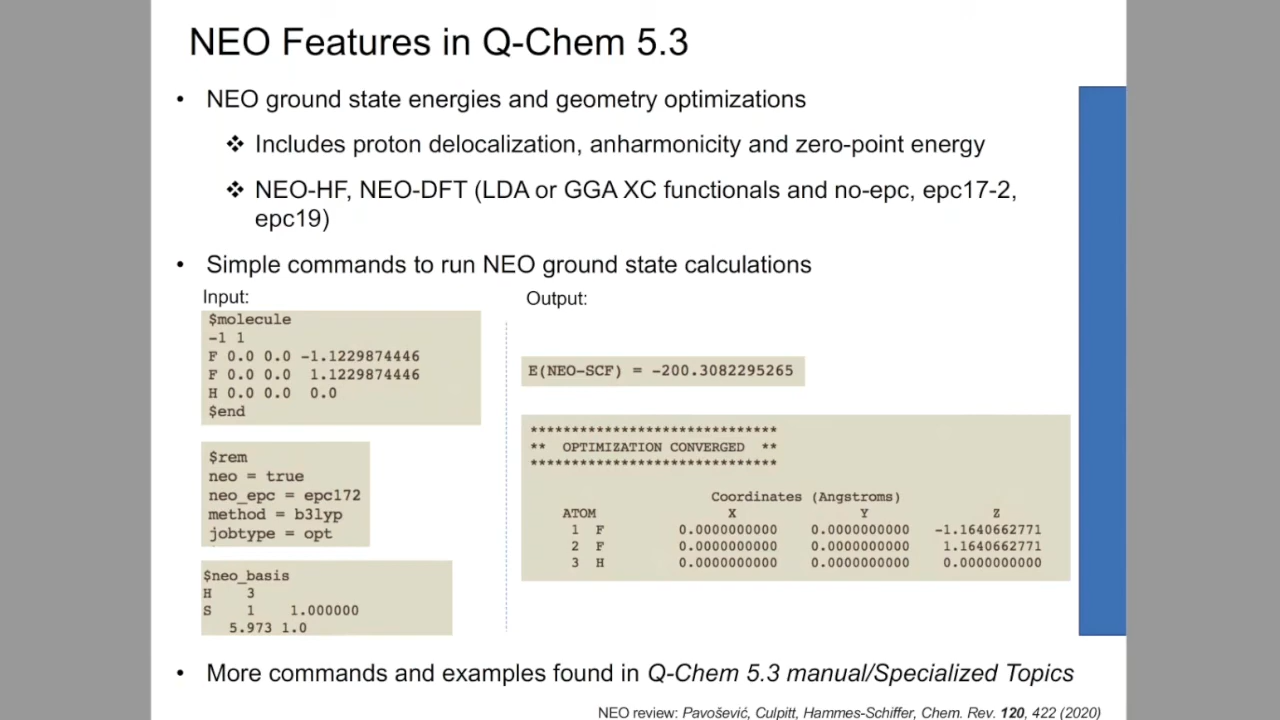 NEO Features in Q-Chem 5.3
• NEO ground state energies and geometry optimizations
❖ Includes proton delocalization, anharmonicity and zero-point energy
❖ NEO-HF, NEO-DFT (LDA or GGA XC functionals and no-epc, epc17-2,
epc19)
• Simple commands to run NEO ground state calculations
Input:
$molecule
-1 1
F 0.0 0.0 -1.1229874446
F 0.0 0.0 1.1229874446
H 0.0 0.0 0.0
$end
$rem
neo = true
neo_epc = epc172
method = b3lyp
jobtype = opt
$neo_basis
H 3
S 1 1.000000
5.973 1.0
Output:
E(NEO-SCF) = -200.3082295265
*******************************
** OPTIMIZATION CONVERGED **
*******************************
Coordinates (Angstroms)
ATOM X Y Z
1 F 0.0000000000 0.0000000000 -1.1640662771
2 F 0.0000000000 0.0000000000 1.1640662771
3 H 0.0000000000 0.0000000000 0.0000000000
• More commands and examples found in Q-Chem 5.3 manual/Specialized Topics
NEO review: Pavošević, Culpitt, Hammes-Schiffer, Chem. Rev. 120, 422 (2020)